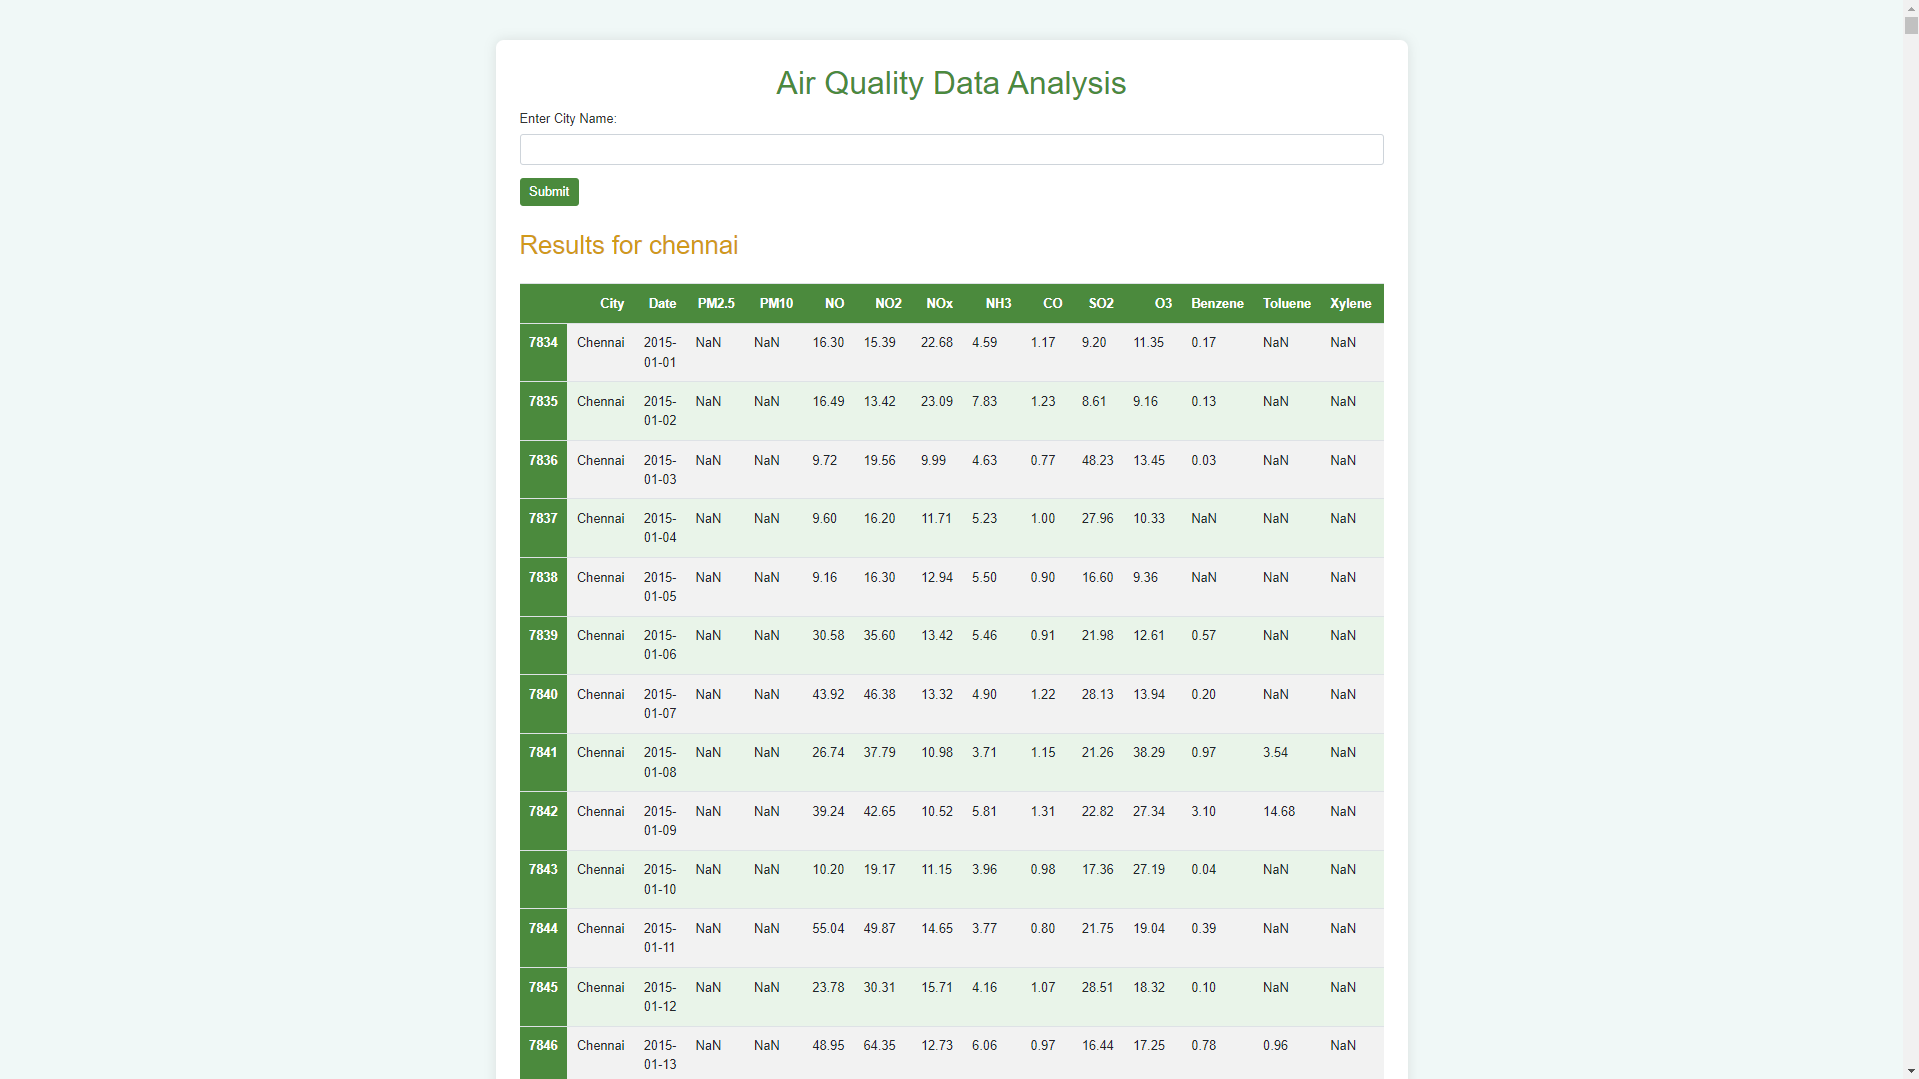 Air Quality Data Analysis
Enter City Name:
Submit
Results for chennai
City Date PM2.5 PM10 NO NO2 NOx NH3 CO SO2 O3 Benzene Toluene Xylene
7834 Chennai 2015-01-01 NaN NaN 16.30 15.39 22.68 4.59 1.17 9.20 11.35 0.17 NaN NaN
7835 Chennai 2015-01-02 NaN NaN 16.49 13.42 23.09 7.83 1.23 8.61 9.16 0.13 NaN NaN
7836 Chennai 2015-01-03 NaN NaN 9.72 19.56 9.99 4.63 0.77 48.23 13.45 0.03 NaN NaN
7837 Chennai 2015-01-04 NaN NaN 9.60 16.20 11.71 5.23 1.00 27.96 10.33 NaN NaN NaN
7838 Chennai 2015-01-05 NaN NaN 9.16 16.30 12.94 5.50 0.90 16.60 9.36 NaN NaN NaN
7839 Chennai 2015-01-06 NaN NaN 30.58 35.60 13.42 5.46 0.91 21.98 12.61 0.57 NaN NaN
7840 Chennai 2015-01-07 NaN NaN 43.92 46.38 13.32 4.90 1.22 28.13 13.94 0.20 NaN NaN
7841 Chennai 2015-01-08 NaN NaN 26.74 37.79 10.98 3.71 1.15 21.26 38.29 0.97 3.54 NaN
7842 Chennai 2015-01-09 NaN NaN 39.24 42.65 10.52 5.81 1.31 22.82 27.34 3.10 14.68 NaN
7843 Chennai 2015-01-10 NaN NaN 10.20 19.17 11.15 3.96 0.98 17.36 27.19 0.04 NaN NaN
7844 Chennai 2015-01-11 NaN NaN 55.04 49.87 14.65 3.77 0.80 21.75 19.04 0.39 NaN NaN
7845 Chennai 2015-01-12 NaN NaN 23.78 30.31 15.71 4.16 1.07 28.51 18.32 0.10 NaN NaN
7846 Chennai 2015-01-13 NaN NaN 48.95 64.35 12.73 6.06 0.97 16.44 17.25 0.78 0.96 NaN